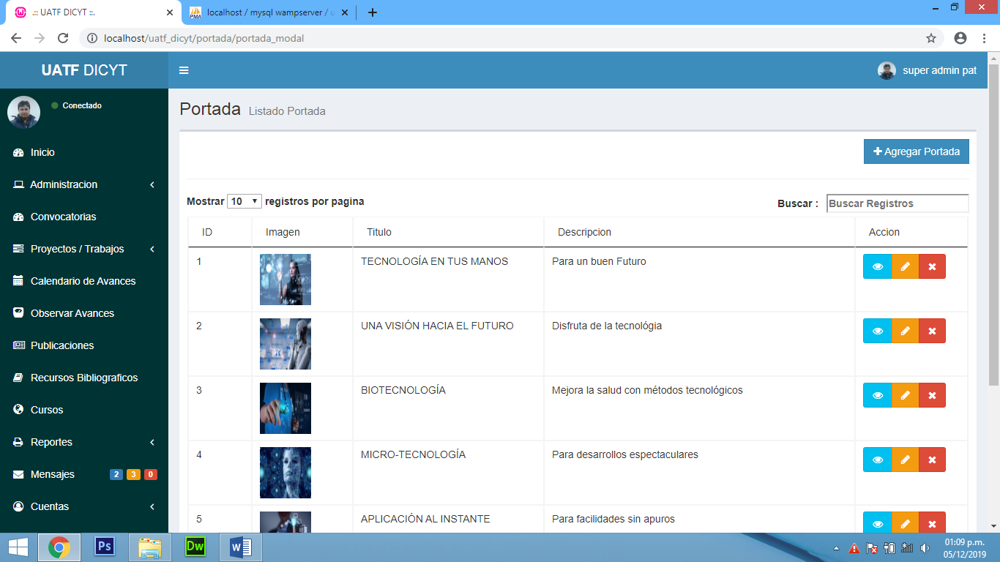 .:: UATF DICYT ::.
localhost / mysql wampserver / u
localhost/uatf_dicyt/portada/portada_modal
UATF DICYT
super admin pat
Conectado
Portada Listado Portada
Inicio
Agregar Portada
Administracion
Mostrar 10 registros por pagina
Buscar : Buscar Registros
Convocatorias
Proyectos / Trabajos
Calendario de Avances
Observar Avances
Publicaciones
Recursos Bibliograficos
Cursos
Reportes
Mensajes 2 3 0
Cuentas
ID Imagen Titulo Descripcion Accion
1 TECNOLOGÍA EN TUS MANOS Para un buen Futuro
2 UNA VISIÓN HACIA EL FUTURO Disfruta de la tecnológia
3 BIOTECNOLOGÍA Mejora la salud con métodos tecnológicos
4 MICRO-TECNOLOGÍA Para desarrollos espectaculares
5 APLICACIÓN AL INSTANTE Para facilidades sin apuros
Ps
Dw
W
01:09 p.m.
05/12/2019